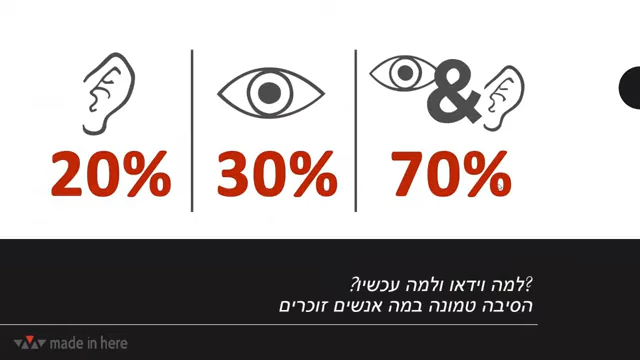 &
20%
30%
70%
?למה וידאו ולמה עכשיו?
הסיבה טמונה במה אנשים זוכרים
made in here